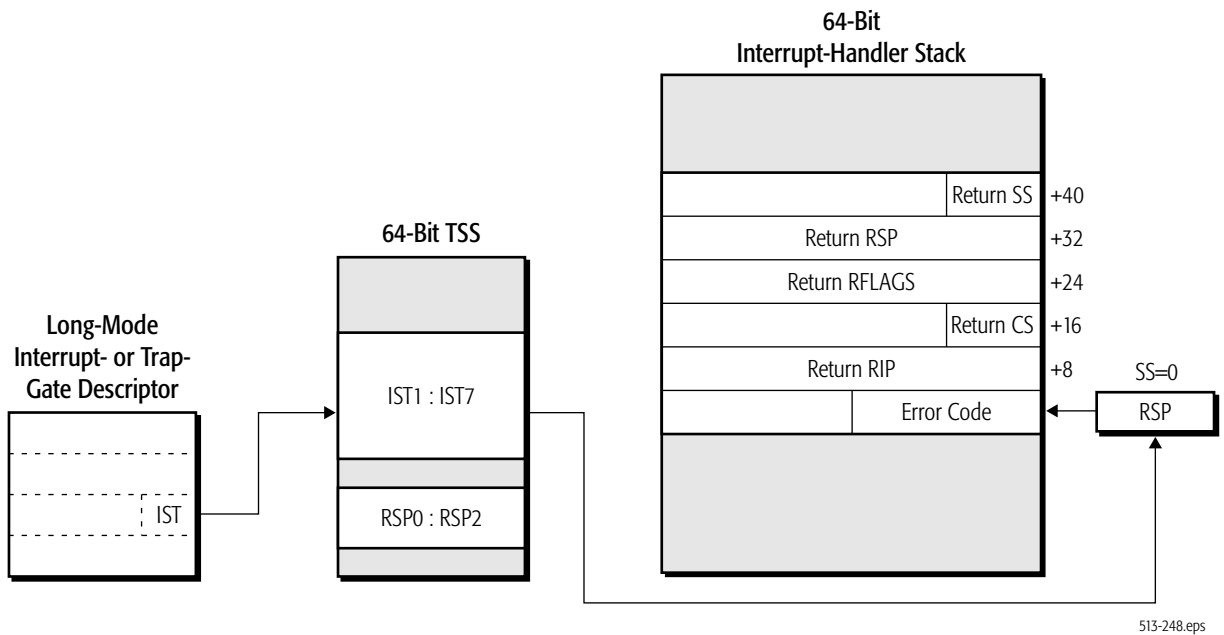 64-Bit
Interrupt-Handler Stack
Return SS +40
64-Bit TSS
Return RSP +32
Return RFLAGS +24
Long-Mode
Interrupt- or Trap-
Gate Descriptor
Return CS +16
Return RIP +8
SS=0
IST1 : IST7
Error Code
RSP
IST
RSP0 : RSP2
513-248.eps